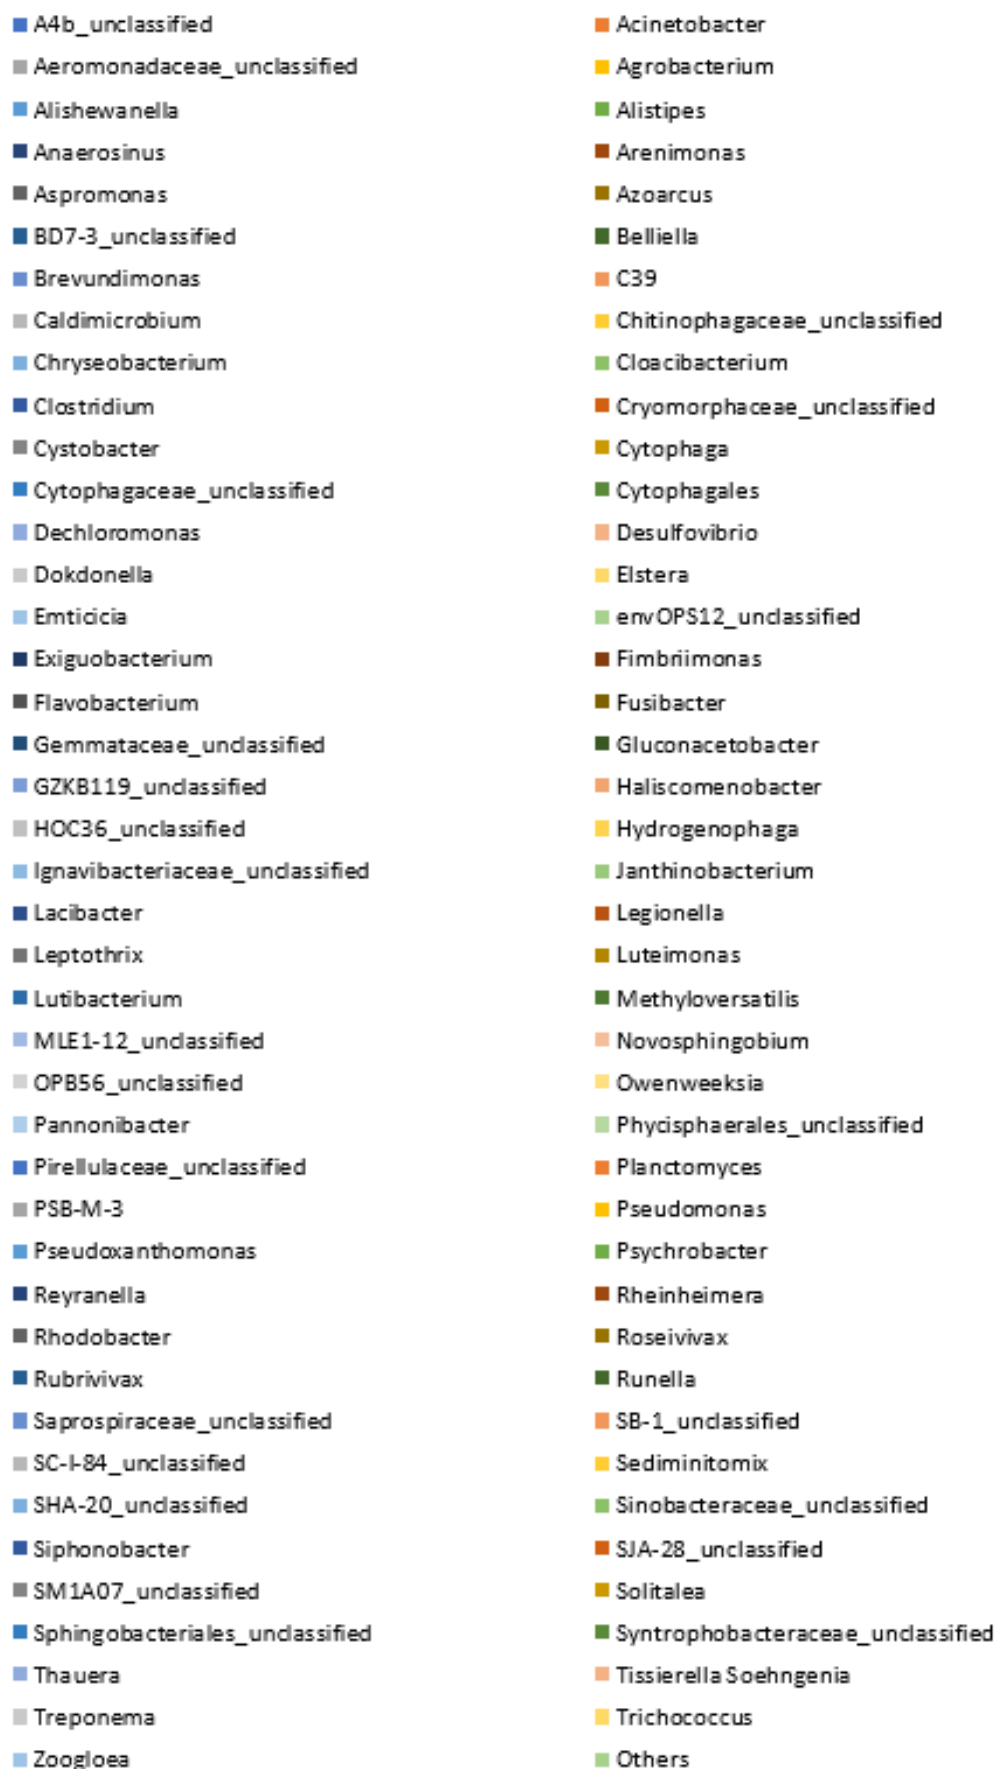 A4b_unclassified Acinetobacter
Aeromonadaceae_unclassified Agrobacterium
Alishewanella Alistipes
Anaerosinus Arenimonas
Aspromonas Azoarcus
BD7-3_unclassified Belliella
Brevundimonas C39
Caldimicrobium Chitinophagaceae_unclassified
Chryseobacterium Cloacibacterium
Clostridium Cryomorphaceae_unclassified
Cystobacter Cytophaga
Cytophagaceae_unclassified Cytophagales
Dechloromonas Desulfovibrio
Dokdonella Elstera
Emticicia envOPS12_unclassified
Exiguobacterium Fimbriimonas
Flavobacterium Fusibacter
Gemmataceae_unclassified Gluconacetobacter
GZKB119_unclassified Haliscomenobacter
HOC36_unclassified Hydrogenophaga
Ignavibacteriaceae_unclassified Janthinobacterium
Lacibacter Legionella
Leptothrix Luteimonas
Lutibacterium Methyloversatilis
MLE1-12_unclassified Novosphingobium
OPB56_unclassified Owenweeksia
Pannonibacter Phycisphaerales_unclassified
Pirellulaceae_unclassified Planctomyces
PSB-M-3 Pseudomonas
Pseudoxanthomonas Psychrobacter
Reyranella Rheinheimera
Rhodobacter Roseivivax
Rubrivivax Runella
Saprospiraceae_unclassified SB-1_unclassified
SC-I-84_unclassified Sediminitomix
SHA-20_unclassified Sinobacteraceae_unclassified
Siphonobacter SJA-28_unclassified
SM1A07_unclassified Solitalea
Sphingobacteriales_unclassified Syntrophobacteraceae_unclassified
Thauera Tissierella Soehngenia
Treponema Trichococcus
Zoogloea Others